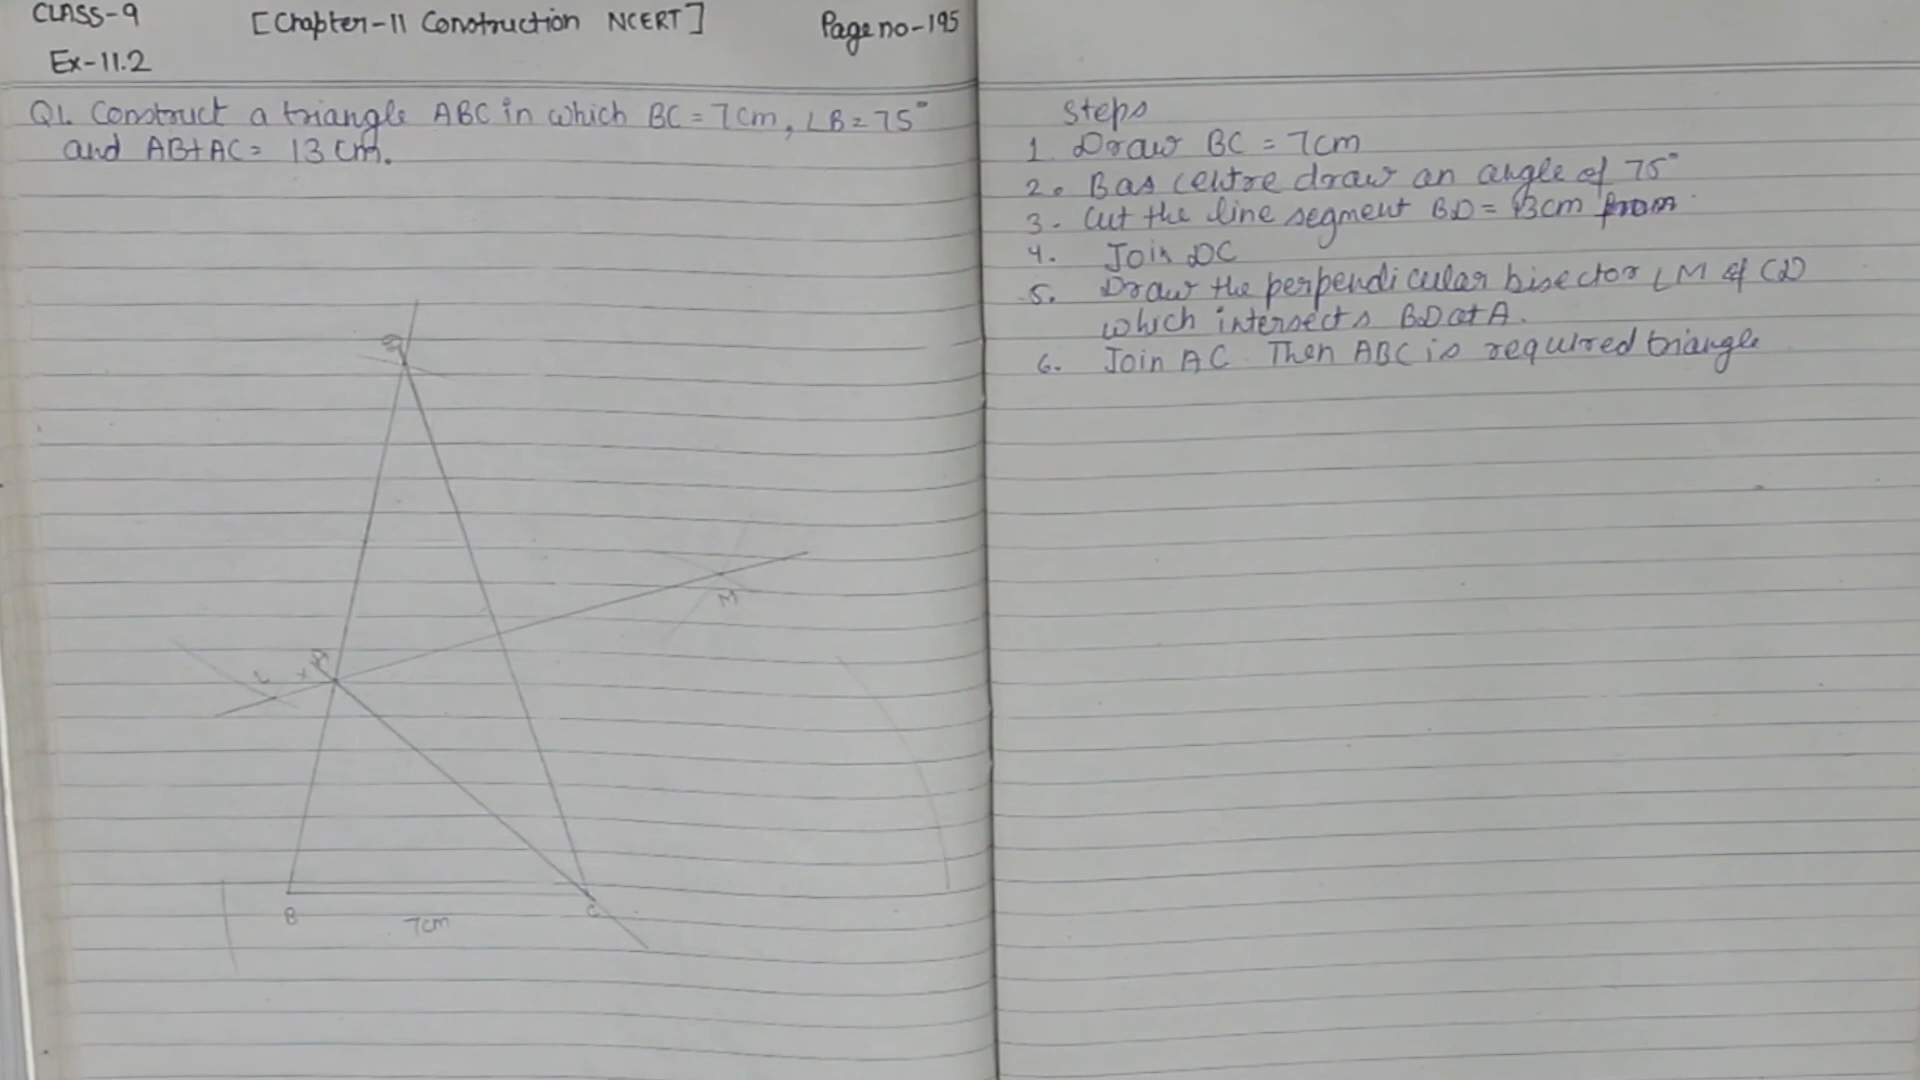 CLASS-9 [Chapter-11 Construction NCERT] Page no-195
Ex-11.2
Q1. Construct a triangle ABC in which BC = 7cm, ∠B = 75°
and AB+AC = 13 cm.
Steps
1 Draw BC = 7cm
2. B as centre draw an angle of 75°
3. Cut the line segment BD = 13cm from
4. Join DC
5. Draw the perpendicular bisector LM of CD
which intersects BD at A.
6. Join AC. Then ABC is required triangle
D
M
A
L x
B 7cm C